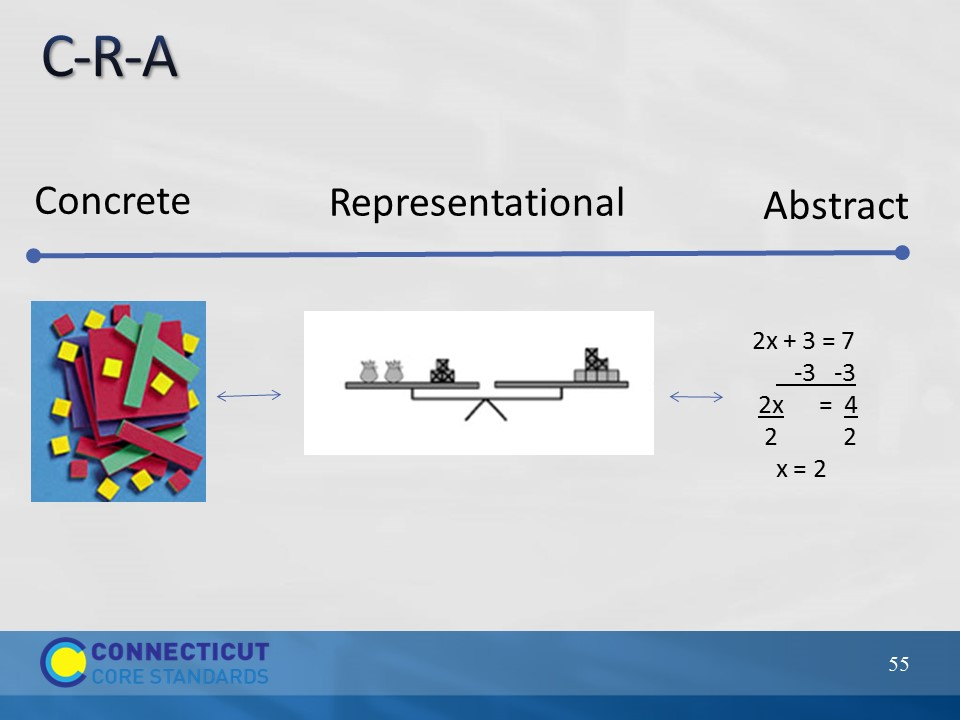 C-R-A
Concrete
Representational
Abstract
2x + 3 = 7
-3 -3
2x = 4
2 2
x = 2
CONNECTICUT
CORE STANDARDS
55